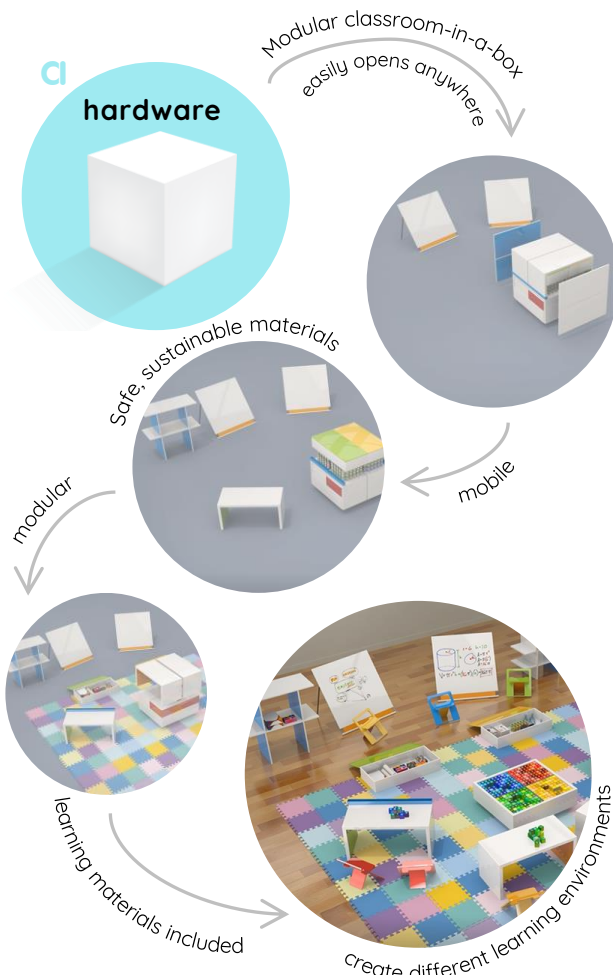 CI
hardware
Modular classroom-in-a-box
easily opens anywhere
Safe, sustainable materials
mobile
modular
learning materials included
create different learning environments